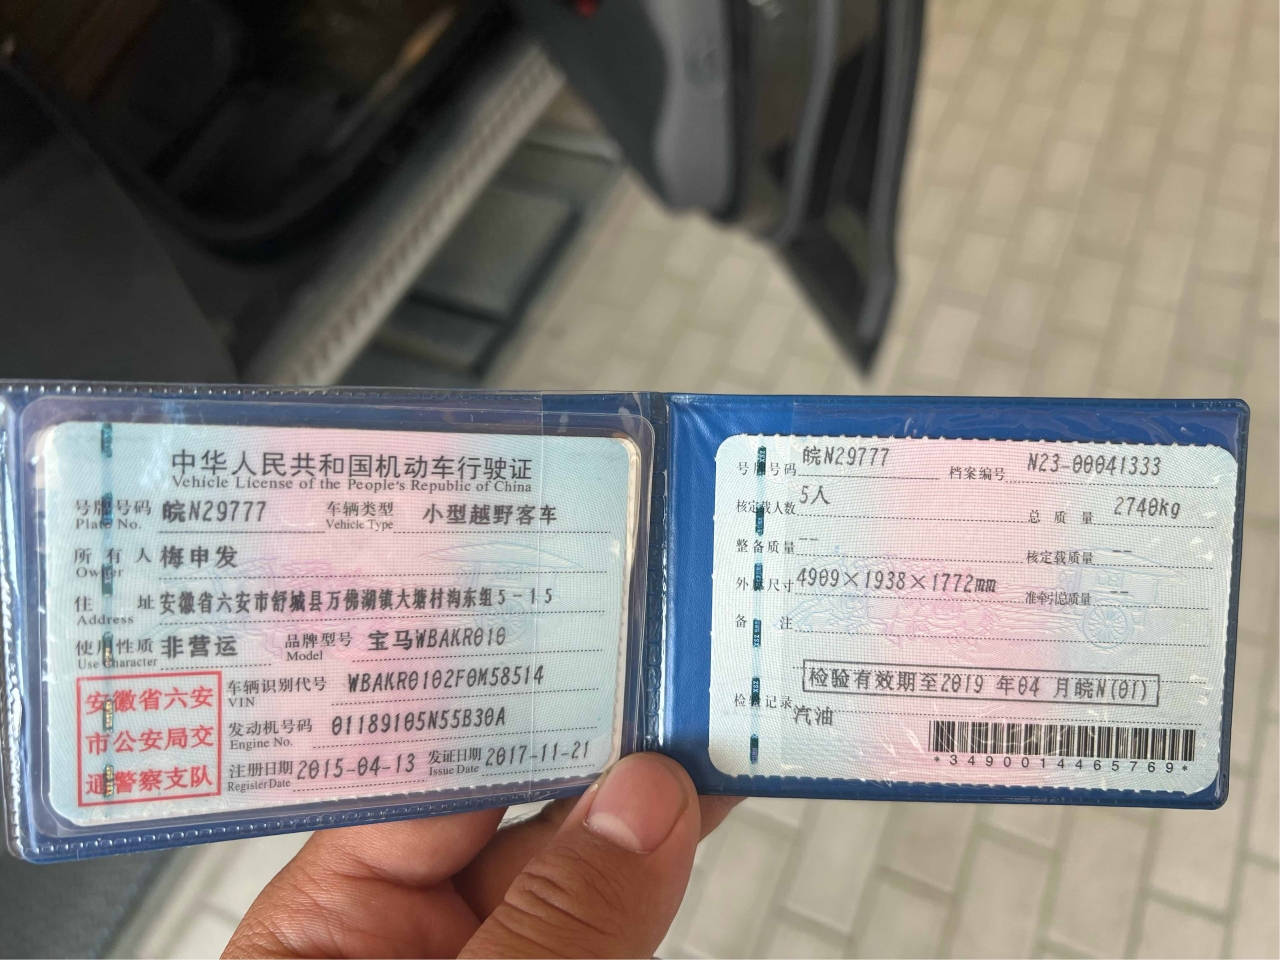 中华人民共和国机动车行驶证
Vehicle License of the People's Republic of China
号牌号码 皖N29777 车辆类型 小型越野客车
Plate No. Vehicle Type
所有人 梅申发
Owner
住址 安徽省六安市舒城县万佛湖镇大塘村沟东组5-15
Address
使用性质 非营运 品牌型号 宝马WBAKR010
Use Character Model
安徽省六安
市公安局交
通警察支队
车辆识别代号 WBAKR0102F0M58514
VIN
发动机号码 01189105N55B30A
Engine No.
注册日期 2015-04-13 发证日期 2017-11-21
Register Date Issue Date
号牌号码 皖N29777 档案编号 N23-00041333
核定载人数 5人 总质量 2740kg
整备质量 -- 核定载质量 --
外廓尺寸 4909×1938×1772mm 准牵引总质量 --
备注
检验有效期至2019年04月皖N(01)
检验记录
汽油
*3490014465769*